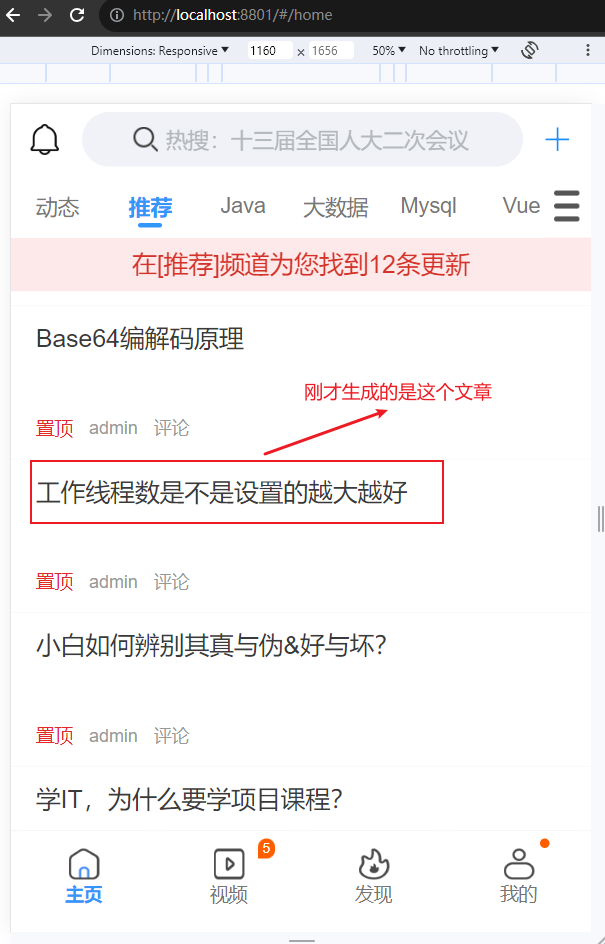 http://localhost:8801/#/home
Dimensions: Responsive 1160 × 1656 50% No throttling
热搜：十三届全国人大二次会议
动态 推荐 Java 大数据 Mysql Vue
在[推荐]频道为您找到12条更新
Base64编解码原理
刚才生成的是这个文章
置顶 admin 评论
工作线程数是不是设置的越大越好
置顶 admin 评论
小白如何辨别其真与伪&好与坏?
置顶 admin 评论
学IT，为什么要学项目课程?
5
主页 视频 发现 我的